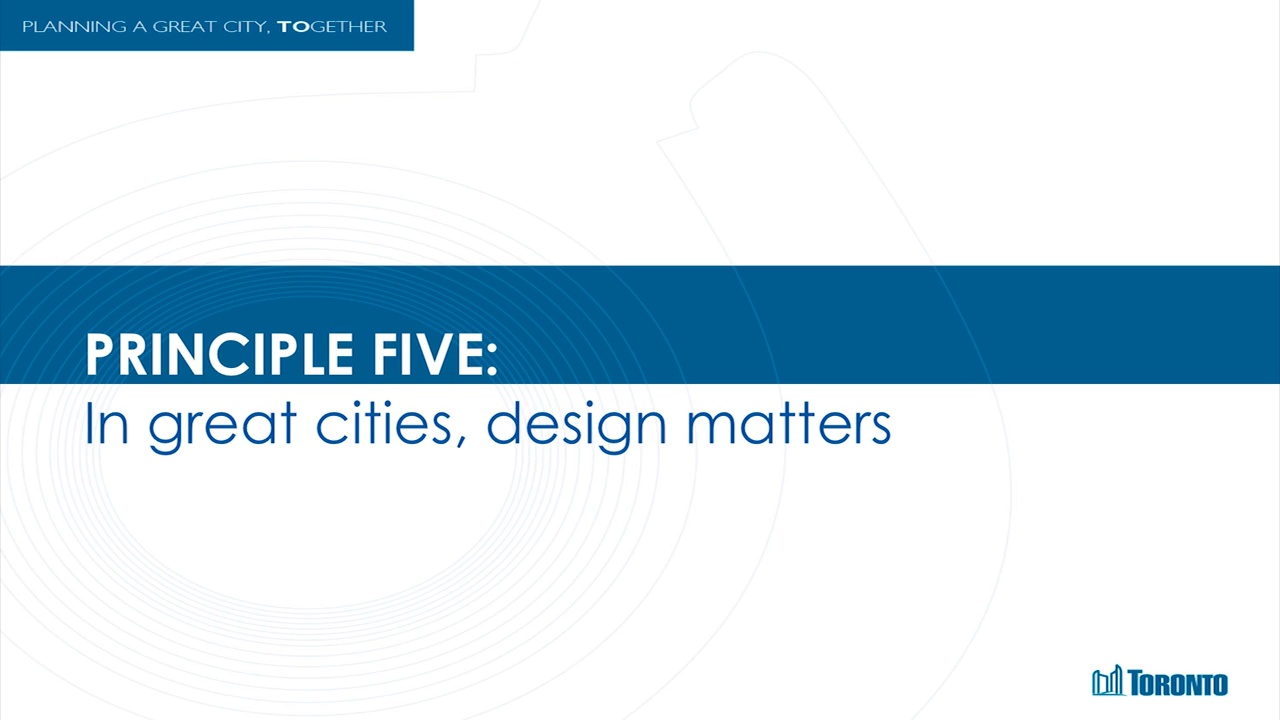 PLANNING A GREAT CITY, TOGETHER
PRINCIPLE FIVE:
In great cities, design matters
TORONTO